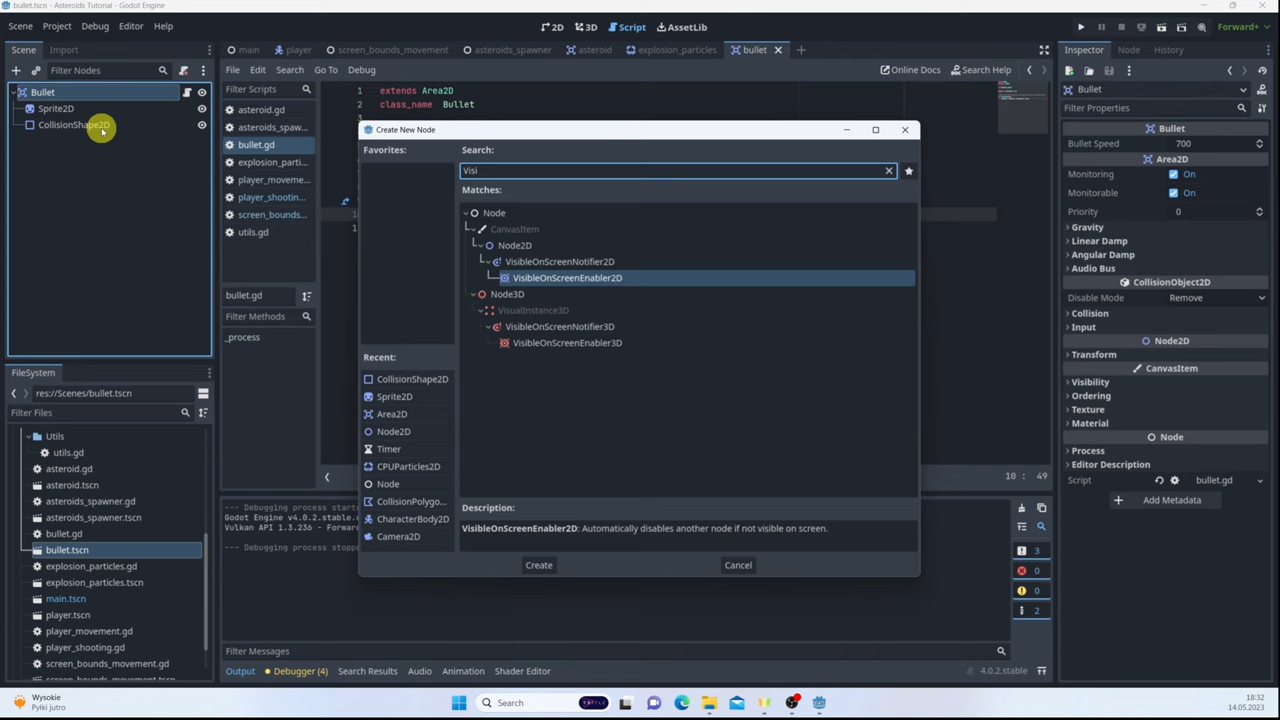 bullet.tscn - Asteroids Tutorial - Godot Engine
Scene Project Debug Editor Help
2D 3D Script AssetLib
Forward+
Scene Import
Filter Nodes
Bullet
Sprite2D
CollisionShape2D
main player screen_bounds_movement asteroids_spawner asteroid explosion_particles bullet
File Edit Search Go To Debug
Online Docs Search Help
Filter Scripts
asteroid.gd
asteroids_spaw...
bullet.gd
explosion_parti...
player_moveme...
player_shootin...
screen_bounds...
utils.gd
bullet.gd
Filter Methods
_process
1 extends Area2D
2 class_name Bullet
Create New Node
Favorites:
Search:
Visi
Matches:
Node
CanvasItem
Node2D
VisibleOnScreenNotifier2D
VisibleOnScreenEnabler2D
Node3D
VisualInstance3D
VisibleOnScreenNotifier3D
VisibleOnScreenEnabler3D
Recent:
CollisionShape2D
Sprite2D
Area2D
Node2D
Timer
CPUParticles2D
Node
CollisionPolygo...
CharacterBody2D
Camera2D
Description:
VisibleOnScreenEnabler2D: Automatically disables another node if not visible on screen.
Create Cancel
10 : 49
--- Debugging process starte
Godot Engine v4.0.2.stable.o
Vulkan API 1.3.236 - Forwar
--- Debugging process stoppe
3
0
0
2
Filter Messages
Output Debugger (4) Search Results Audio Animation Shader Editor
4.0.2.stable
FileSystem
res://Scenes/bullet.tscn
Filter Files
Utils
utils.gd
asteroid.gd
asteroid.tscn
asteroids_spawner.gd
asteroids_spawner.tscn
bullet.gd
bullet.tscn
explosion_particles.gd
explosion_particles.tscn
main.tscn
player.tscn
player_movement.gd
player_shooting.gd
screen_bounds_movement.gd
screen_bounds_movement.tscn
Inspector Node History
Bullet
Filter Properties
Bullet
Bullet Speed 700
Area2D
Monitoring On
Monitorable On
Priority 0
Gravity
Linear Damp
Angular Damp
Audio Bus
CollisionObject2D
Disable Mode Remove
Collision
Input
Node2D
Transform
CanvasItem
Visibility
Ordering
Texture
Material
Node
Process
Editor Description
Script bullet.gd
Add Metadata
Wysokie
Pyłki jutro
Search
18:32
14.05.2023